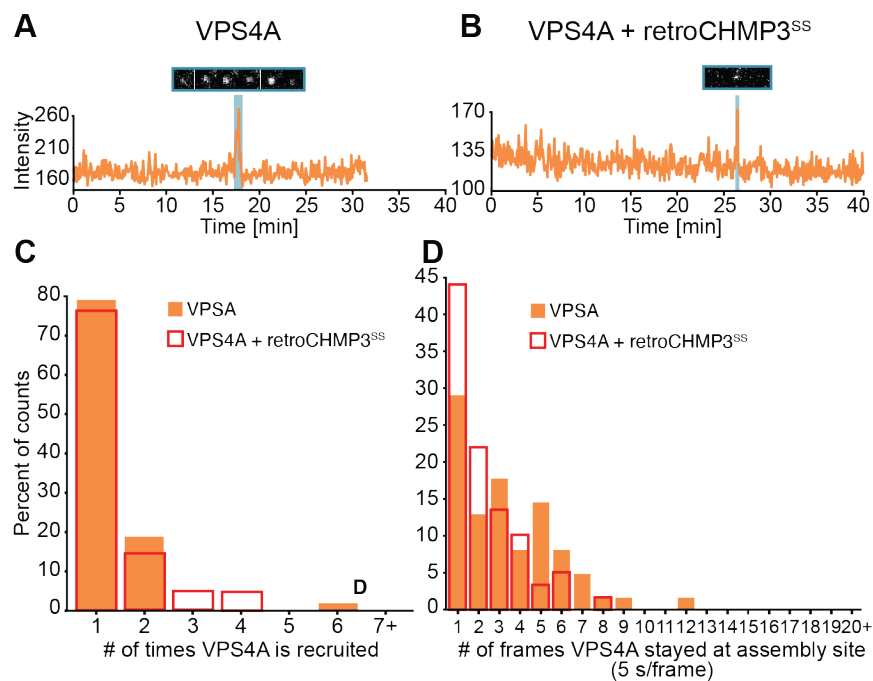 A
VPS4A
B
VPS4A + retroCHMP3SS
Intensity
260
210
160
0 5 10 15 20 25 30 35 40
Time [min]
170
135
100
0 5 10 15 20 25 30 35 40
Time [min]
C
Percent of counts
80
70
60
50
40
30
20
10
0
VPSA
VPS4A + retroCHMP3SS
D
1 2 3 4 5 6 7+
# of times VPS4A is recruited
D
45
40
35
30
25
20
15
10
5
0
VPSA
VPS4A + retroCHMP3SS
1 2 3 4 5 6 7 8 9 10 11 12 13 14 15 16 17 18 19 20+
# of frames VPS4A stayed at assembly site
(5 s/frame)